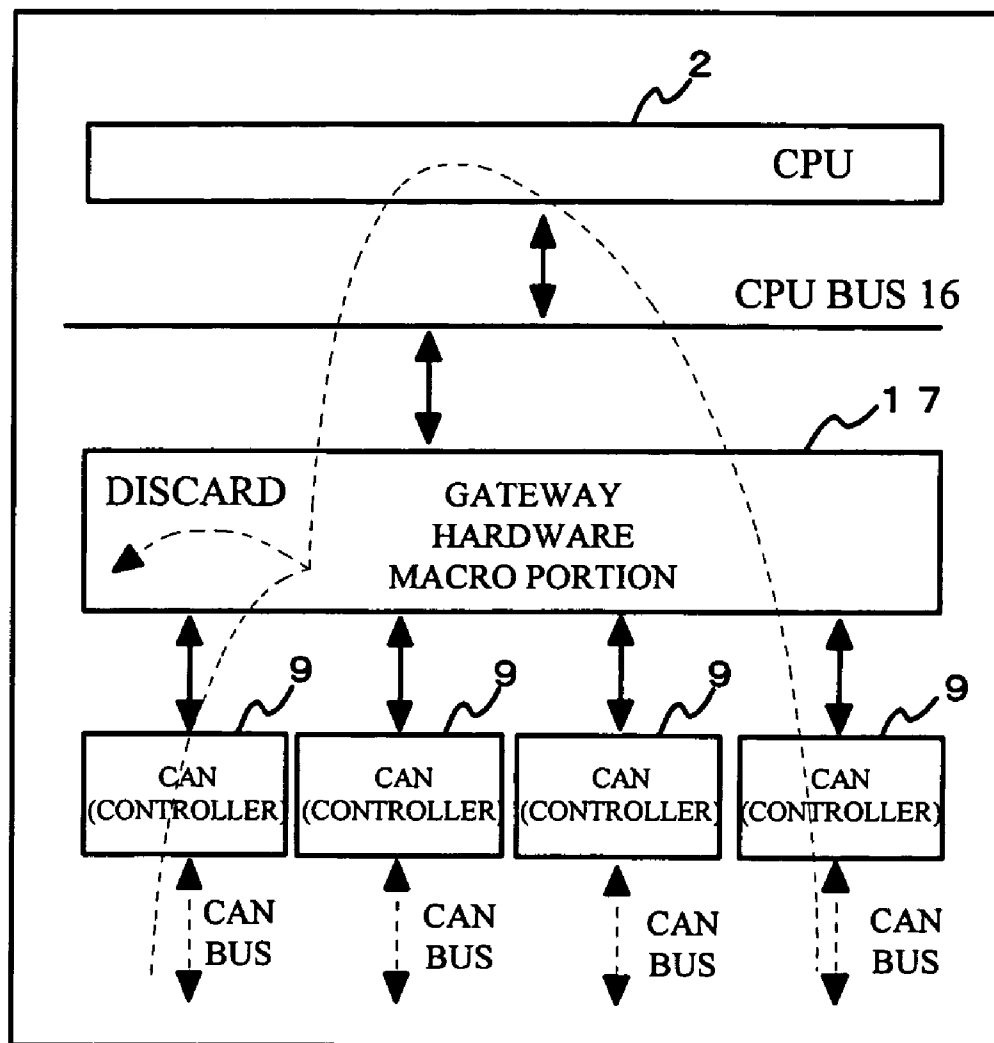 2
CPU
CPU BUS 16
1 7
DISCARD
GATEWAY
HARDWARE
MACRO PORTION
9
9
9
9
CAN
(CONTROLLER)
CAN
(CONTROLLER)
CAN
(CONTROLLER)
CAN
(CONTROLLER)
CAN
BUS
CAN
BUS
CAN
BUS
CAN
BUS